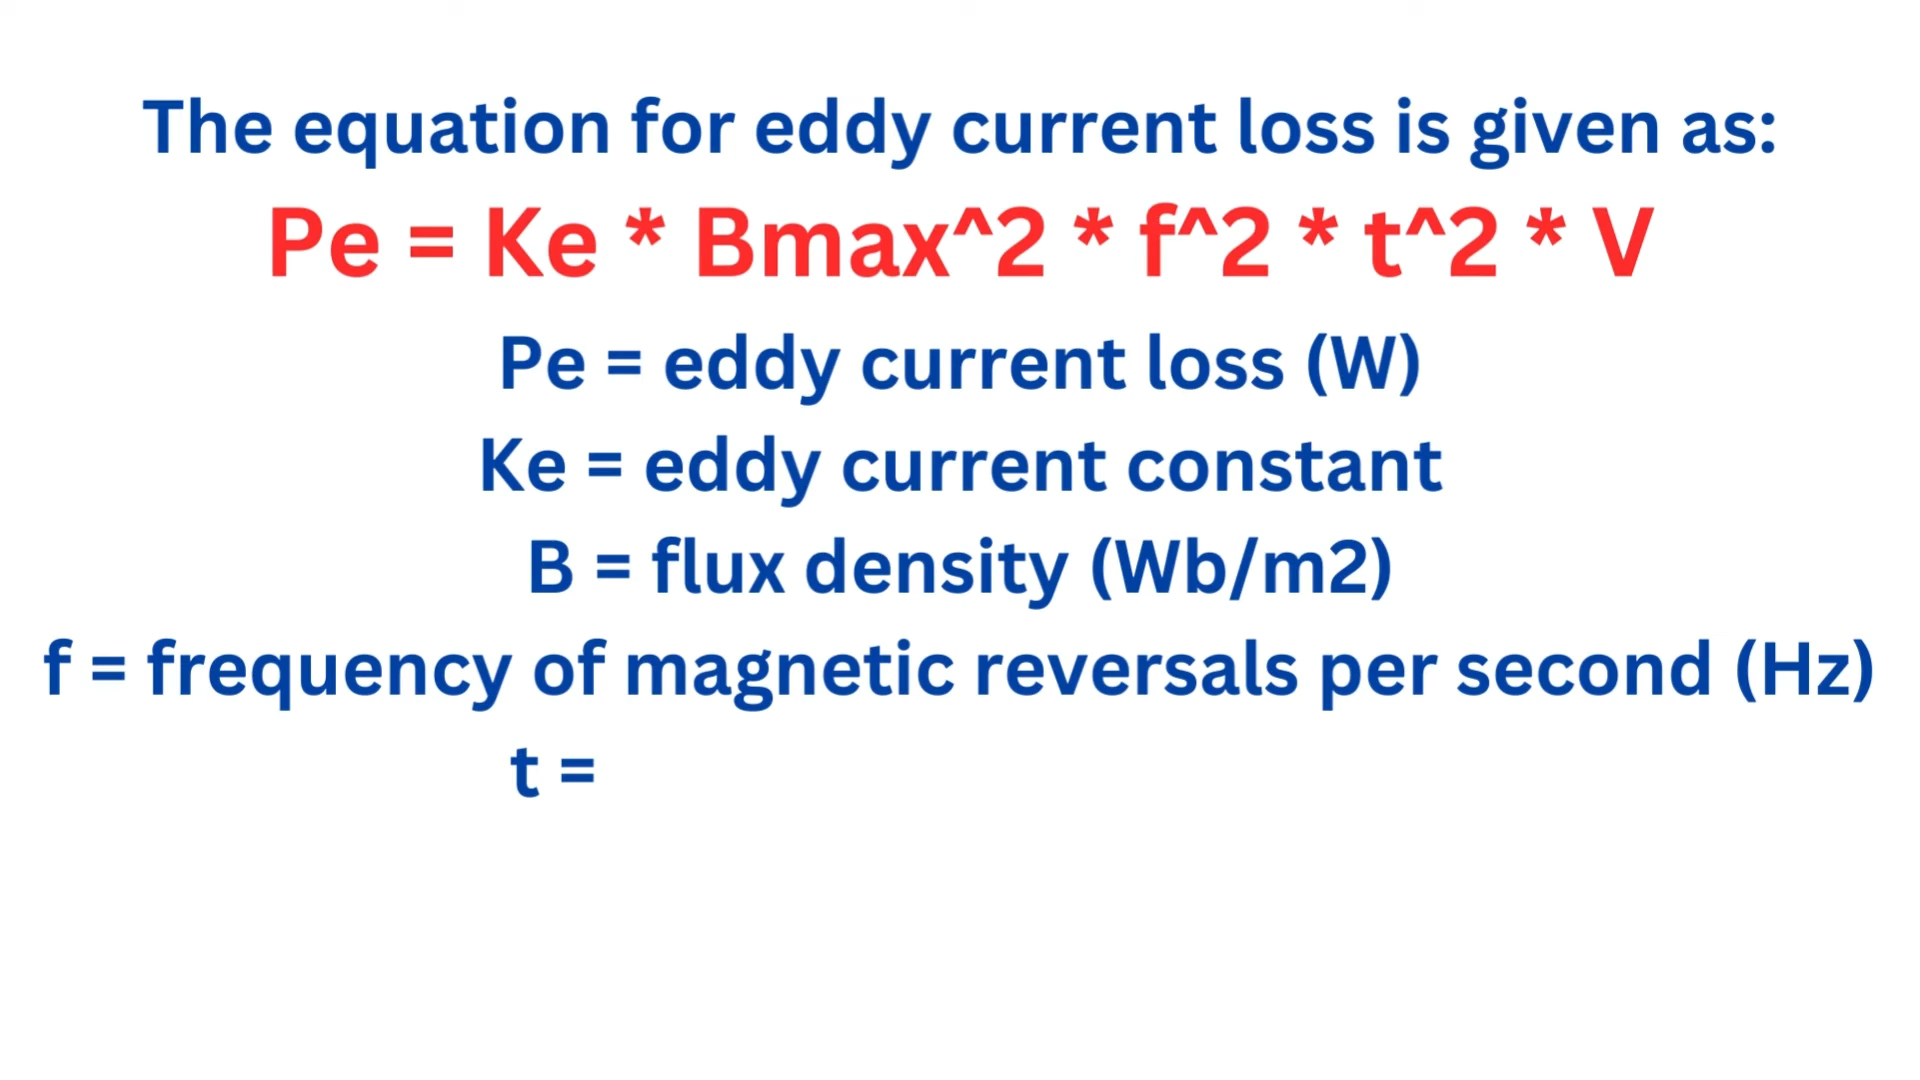 The equation for eddy current loss is given as:
Pe = Ke * Bmax^2 * f^2 * t^2 * V
Pe = eddy current loss (W)
Ke = eddy current constant
B = flux density (Wb/m2)
f = frequency of magnetic reversals per second (Hz)
t =